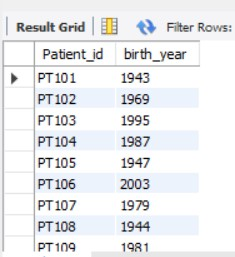 Result Grid Filter Rows:
Patient_id birth_year
PT101 1943
PT102 1969
PT103 1995
PT104 1987
PT105 1947
PT106 2003
PT107 1979
PT108 1944
PT109 1981